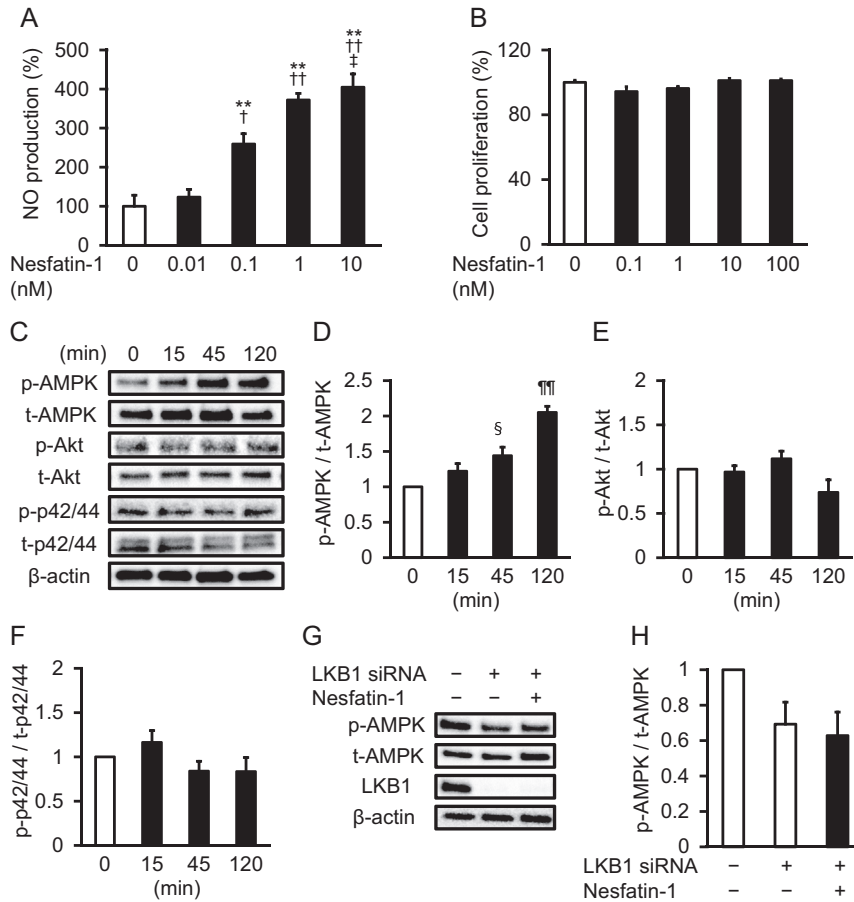 A
NO production (%)
500
400
300
200
100
0
**
†
**
††
**
††
‡
Nesfatin-1 0 0.01 0.1 1 10
(nM)
B
Cell proliferation (%)
120
80
40
0
Nesfatin-1 0 0.1 1 10 100
(nM)
C
(min) 0 15 45 120
p-AMPK
t-AMPK
p-Akt
t-Akt
p-p42/44
t-p42/44
β-actin
D
p-AMPK / t-AMPK
2.5
2
1.5
1
0.5
0
§
¶¶
0 15 45 120
(min)
E
p-Akt / t-Akt
2
1.5
1
0.5
0
0 15 45 120
(min)
F
p-p42/44 / t-p42/44
2
1.5
1
0.5
0
0 15 45 120
(min)
G
LKB1 siRNA − + +
Nesfatin-1 − − +
p-AMPK
t-AMPK
LKB1
β-actin
H
p-AMPK / t-AMPK
1
0.8
0.6
0.4
0.2
0
LKB1 siRNA − + +
Nesfatin-1 − − +